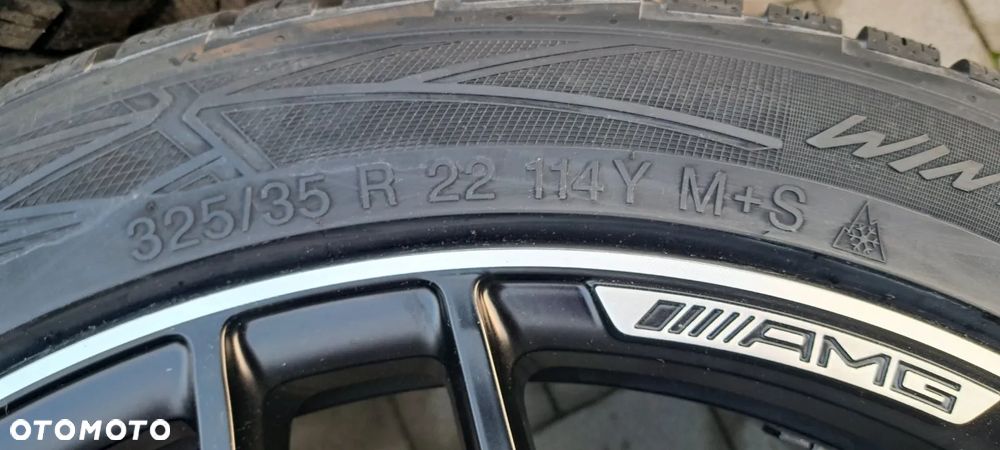 WIN
325/35 R 22 114Y M+S
AMG
OTOMOTO